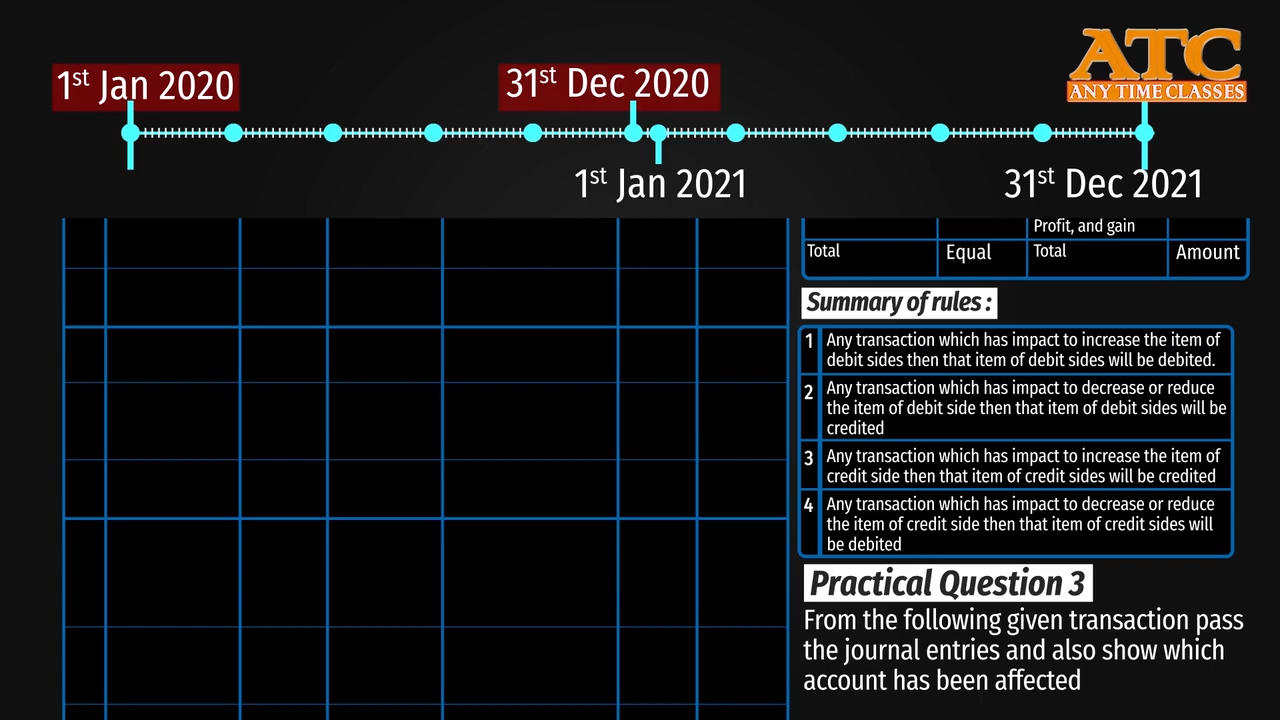 ATC
ANY TIME CLASSES
1st Jan 2020
31st Dec 2020
1st Jan 2021
31st Dec 2021
Profit, and gain
Total
Equal
Total
Amount
Summary of rules :
1
Any transaction which has impact to increase the item of
debit sides then that item of debit sides will be debited.
2
Any transaction which has impact to decrease or reduce
the item of debit side then that item of debit sides will be
credited
3
Any transaction which has impact to increase the item of
credit side then that item of credit sides will be credited
4
Any transaction which has impact to decrease or reduce
the item of credit side then that item of credit sides will
be debited
Practical Question 3
From the following given transaction pass
the journal entries and also show which
account has been affected